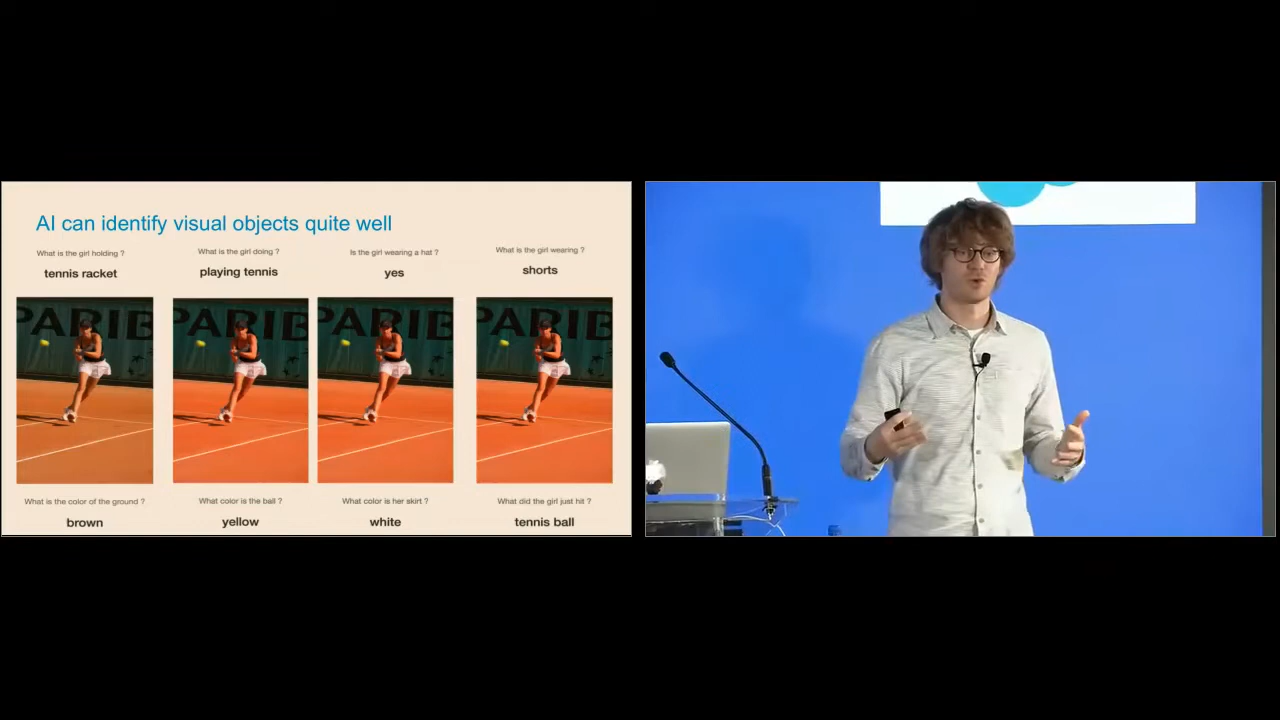 AI can identify visual objects quite well
What is the girl holding ?
What is the girl doing ?
Is the girl wearing a hat ?
What is the girl wearing ?
tennis racket
playing tennis
yes
shorts
PARIB
PARIB
PARIB
PARIB
What is the color of the ground ?
What color is the ball ?
What color is her skirt ?
What did the girl just hit ?
brown
yellow
white
tennis ball